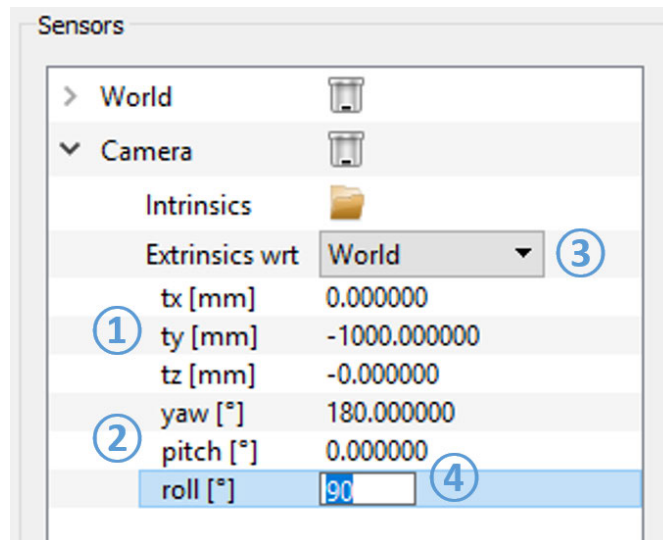 Sensors
World
Camera
Intrinsics
Extrinsics wrt World ③
tx [mm] 0.000000
① ty [mm] -1000.000000
tz [mm] -0.000000
yaw [°] 180.000000
② pitch [°] 0.000000
roll [°] 90 ④